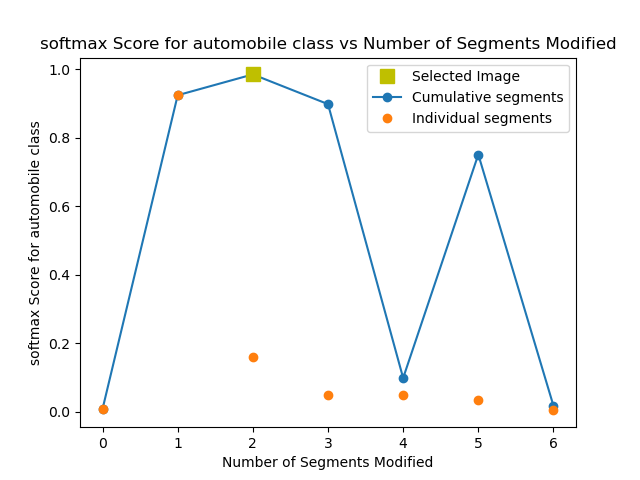 softmax Score for automobile class vs Number of Segments Modified
Selected Image
Cumulative segments
Individual segments
softmax Score for automobile class
1.0
0.8
0.6
0.4
0.2
0.0
0 1 2 3 4 5 6
Number of Segments Modified